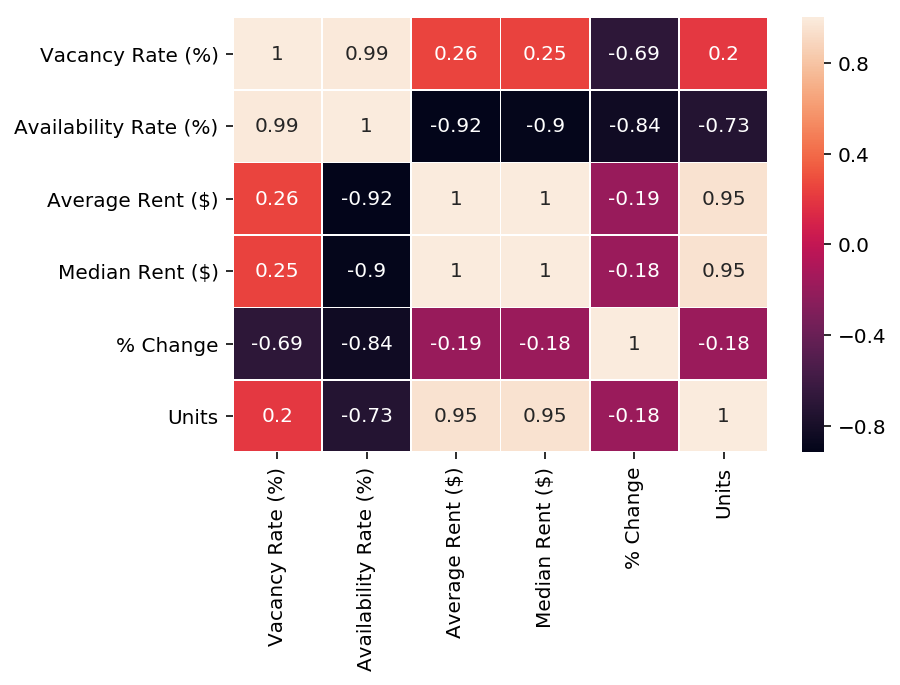 Vacancy Rate (%) 1 0.99 0.26 0.25 -0.69 0.2
Availability Rate (%) 0.99 1 -0.92 -0.9 -0.84 -0.73
Average Rent ($) 0.26 -0.92 1 1 -0.19 0.95
Median Rent ($) 0.25 -0.9 1 1 -0.18 0.95
% Change -0.69 -0.84 -0.19 -0.18 1 -0.18
Units 0.2 -0.73 0.95 0.95 -0.18 1
Vacancy Rate (%)
Availability Rate (%)
Average Rent ($)
Median Rent ($)
% Change
Units
0.8
0.4
0.0
−0.4
−0.8